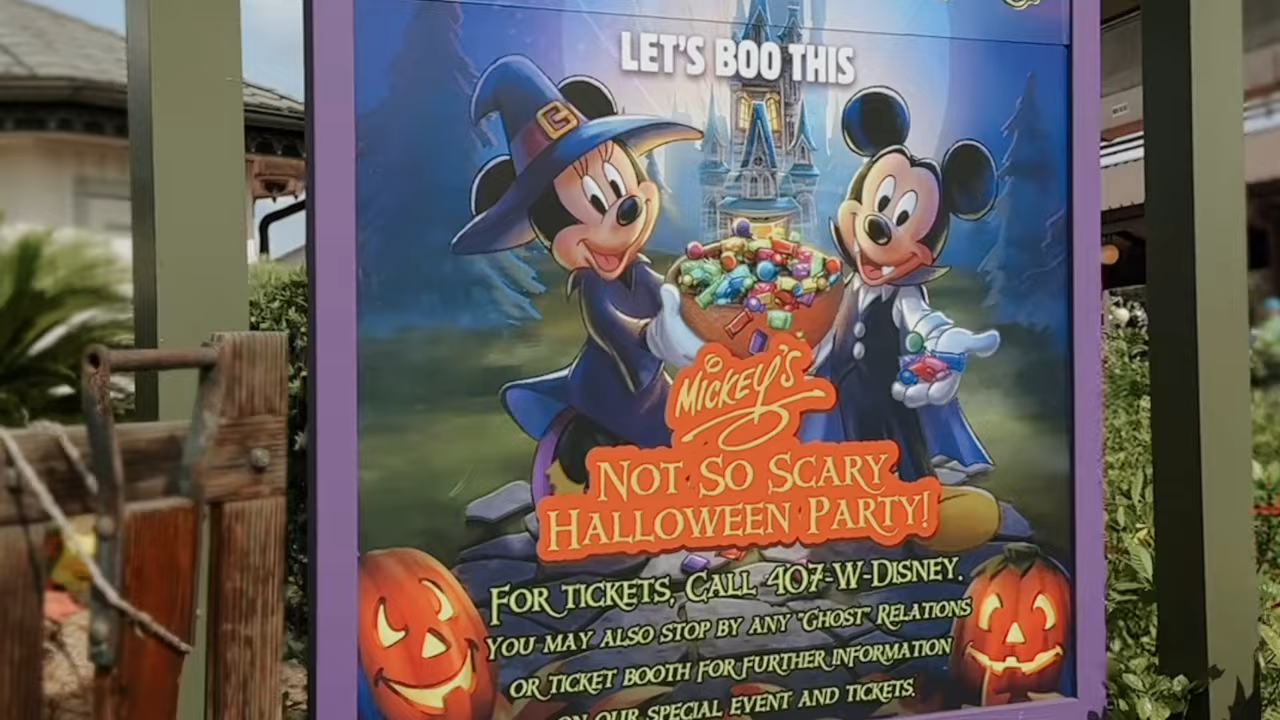 LET'S BOO THIS
MICKEY'S
NOT SO SCARY
HALLOWEEN PARTY!
FOR TICKETS, CALL 407-W-DISNEY.
YOU MAY ALSO STOP BY ANY "GHOST" RELATIONS
OR TICKET BOOTH FOR FURTHER INFORMATION
ON OUR SPECIAL EVENT AND TICKETS.